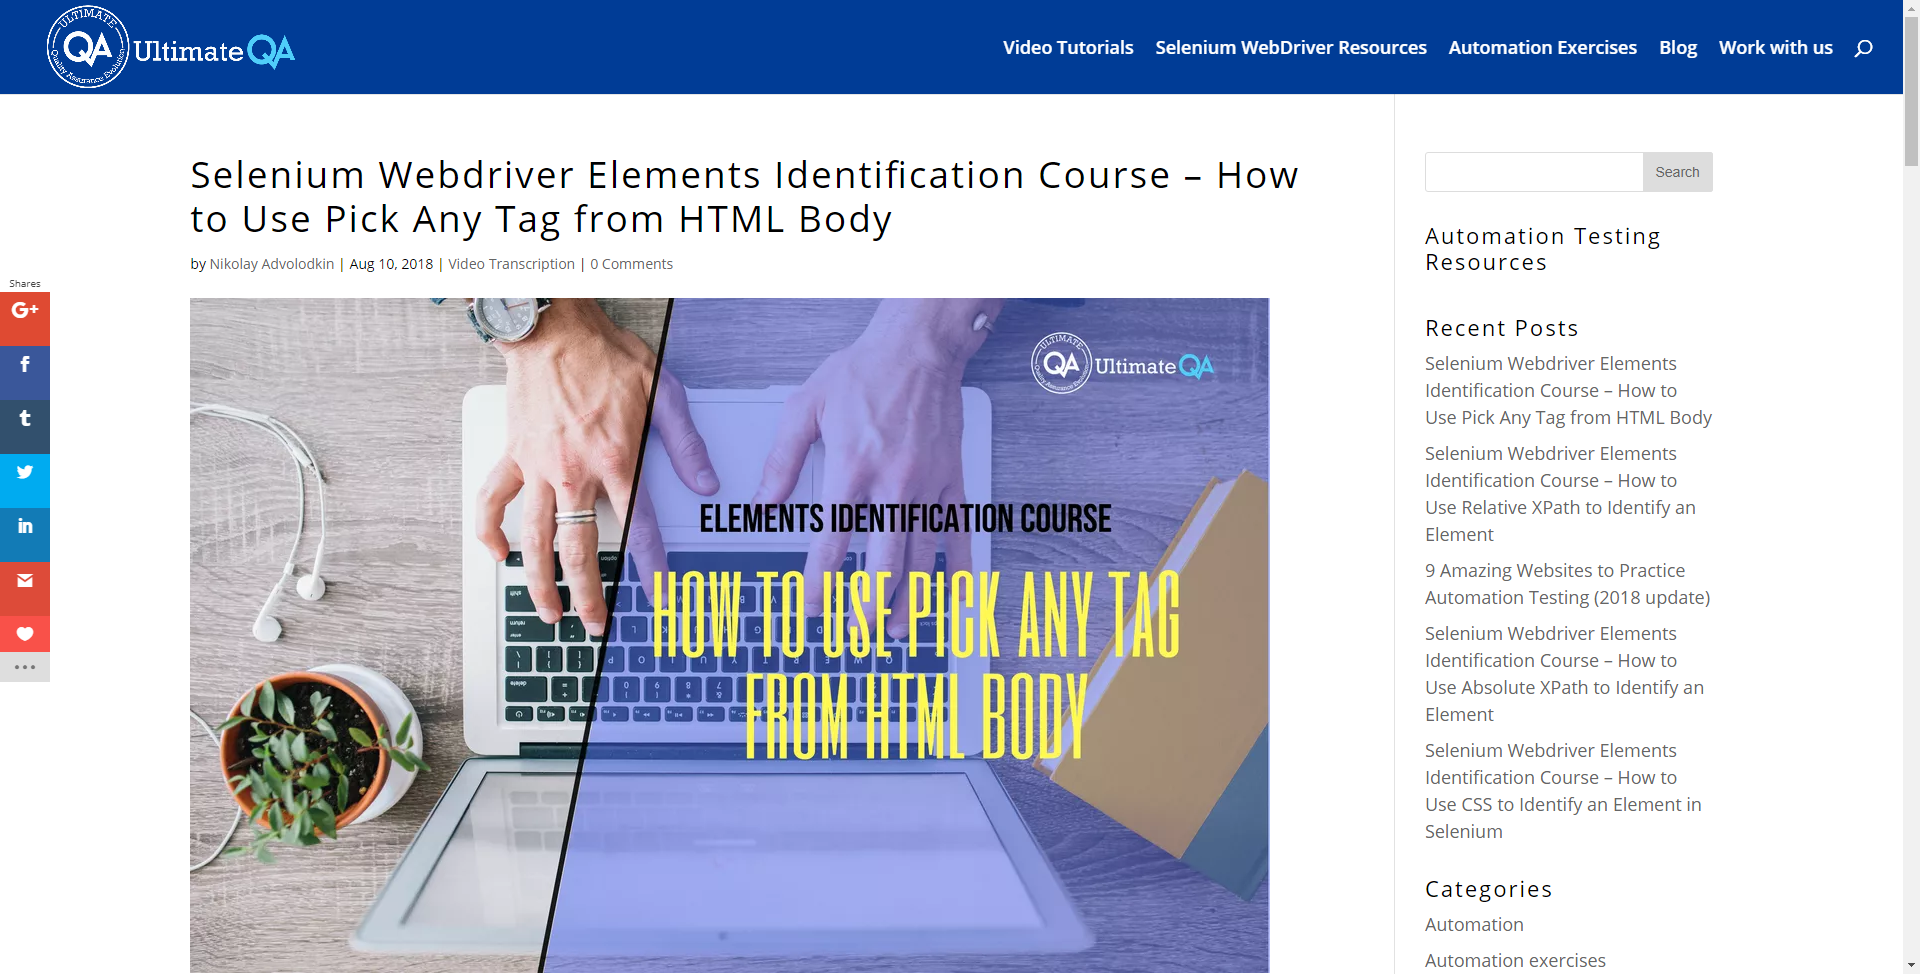 ULTIMATE
QA
Quality Assurance Evolution
Ultimate QA
Video Tutorials
Selenium WebDriver Resources
Automation Exercises
Blog
Work with us
Selenium Webdriver Elements Identification Course – How
to Use Pick Any Tag from HTML Body
by Nikolay Advolodkin | Aug 10, 2018 | Video Transcription | 0 Comments
Shares
G+
f
t
in
ULTIMATE
QA
Quality Assurance Evolution
Ultimate QA
ELEMENTS IDENTIFICATION COURSE
HOW TO USE PICK ANY TAG
FROM HTML BODY
Search
Automation Testing
Resources
Recent Posts
Selenium Webdriver Elements
Identification Course – How to
Use Pick Any Tag from HTML Body
Selenium Webdriver Elements
Identification Course – How to
Use Relative XPath to Identify an
Element
9 Amazing Websites to Practice
Automation Testing (2018 update)
Selenium Webdriver Elements
Identification Course – How to
Use Absolute XPath to Identify an
Element
Selenium Webdriver Elements
Identification Course – How to
Use CSS to Identify an Element in
Selenium
Categories
Automation
Automation exercises